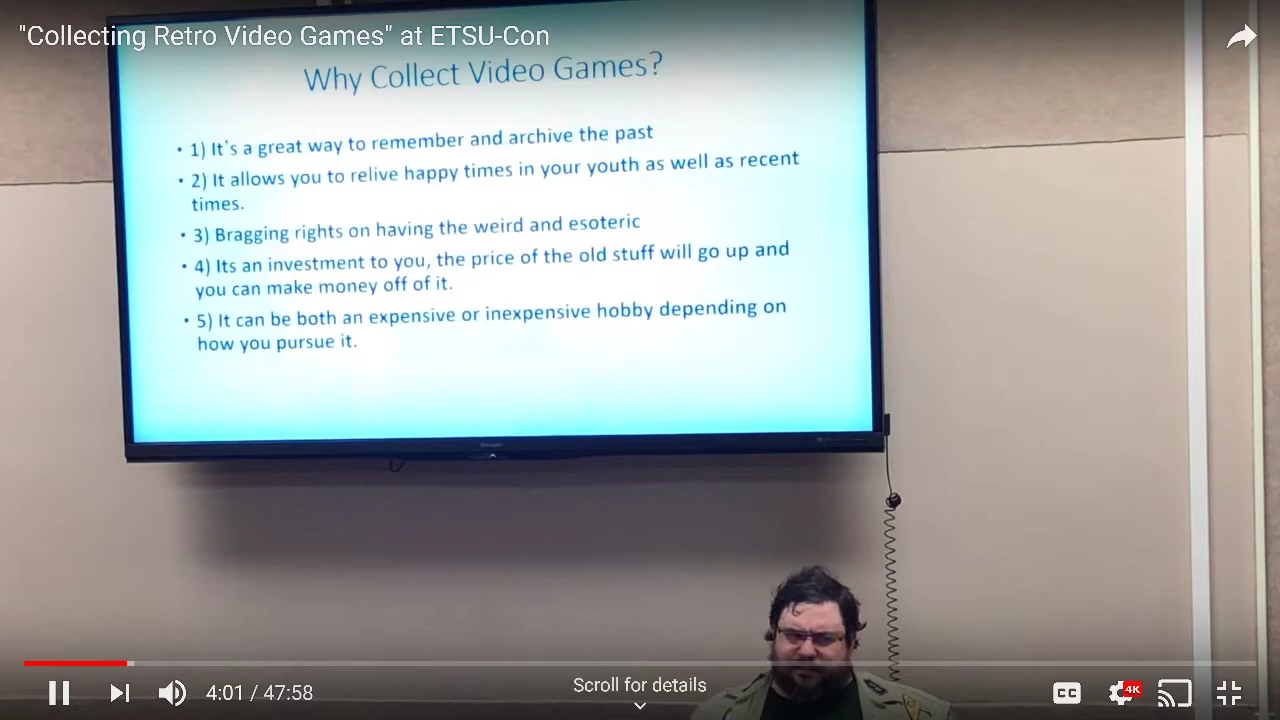 "Collecting Retro Video Games" at ETSU-Con
Why Collect Video Games?
• 1) It's a great way to remember and archive the past
• 2) It allows you to relive happy times in your youth as well as recent
times.
• 3) Bragging rights on having the weird and esoteric
• 4) Its an investment to you, the price of the old stuff will go up and
you can make money off of it.
• 5) It can be both an expensive or inexpensive hobby depending on
how you pursue it.
4:01 / 47:58
Scroll for details
CC
4K